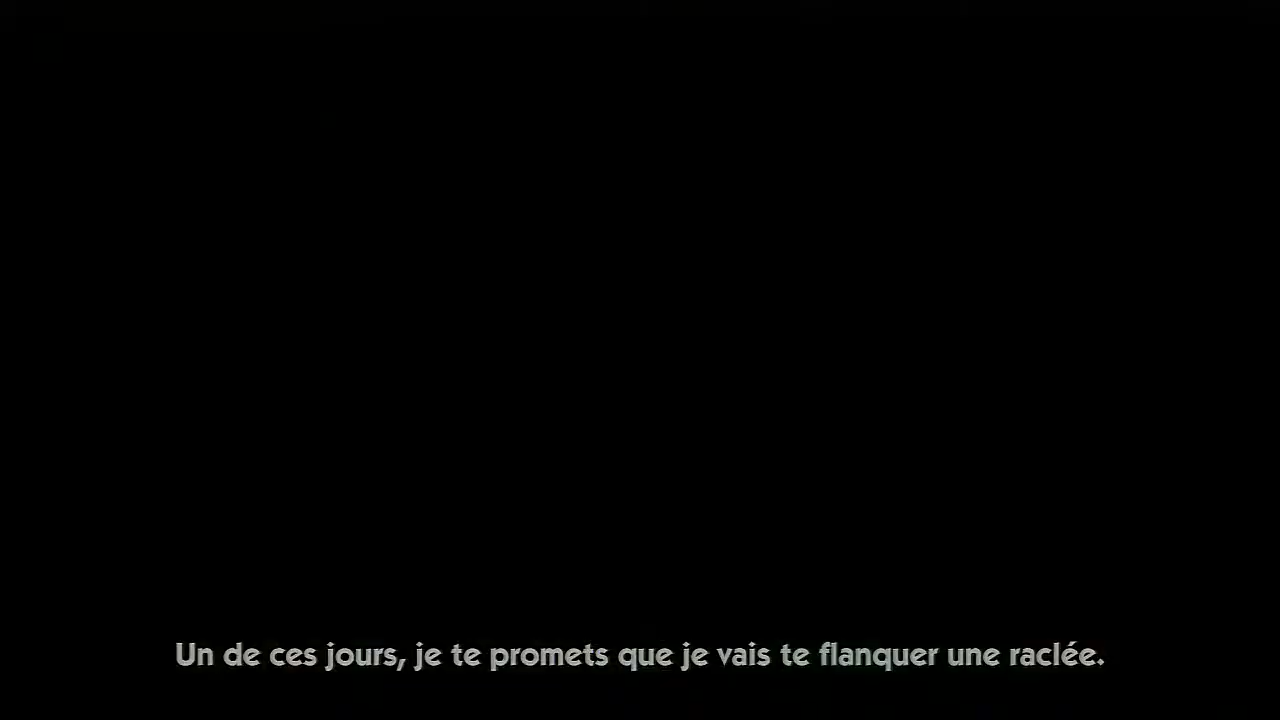 Un de ces jours, je te promets que je vais te flanquer une raclée.